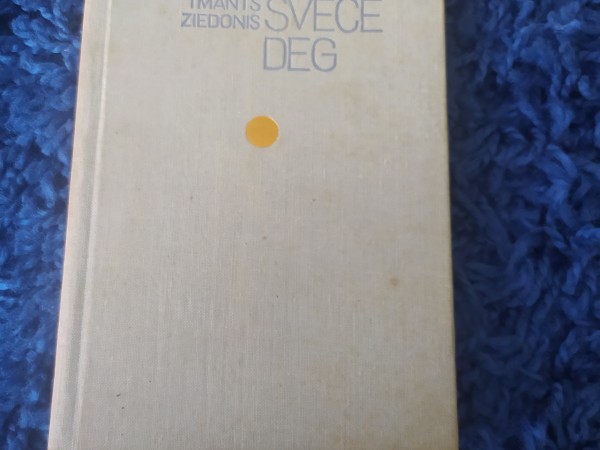 IMANTS
ZIEDONIS
SVECE
DEG